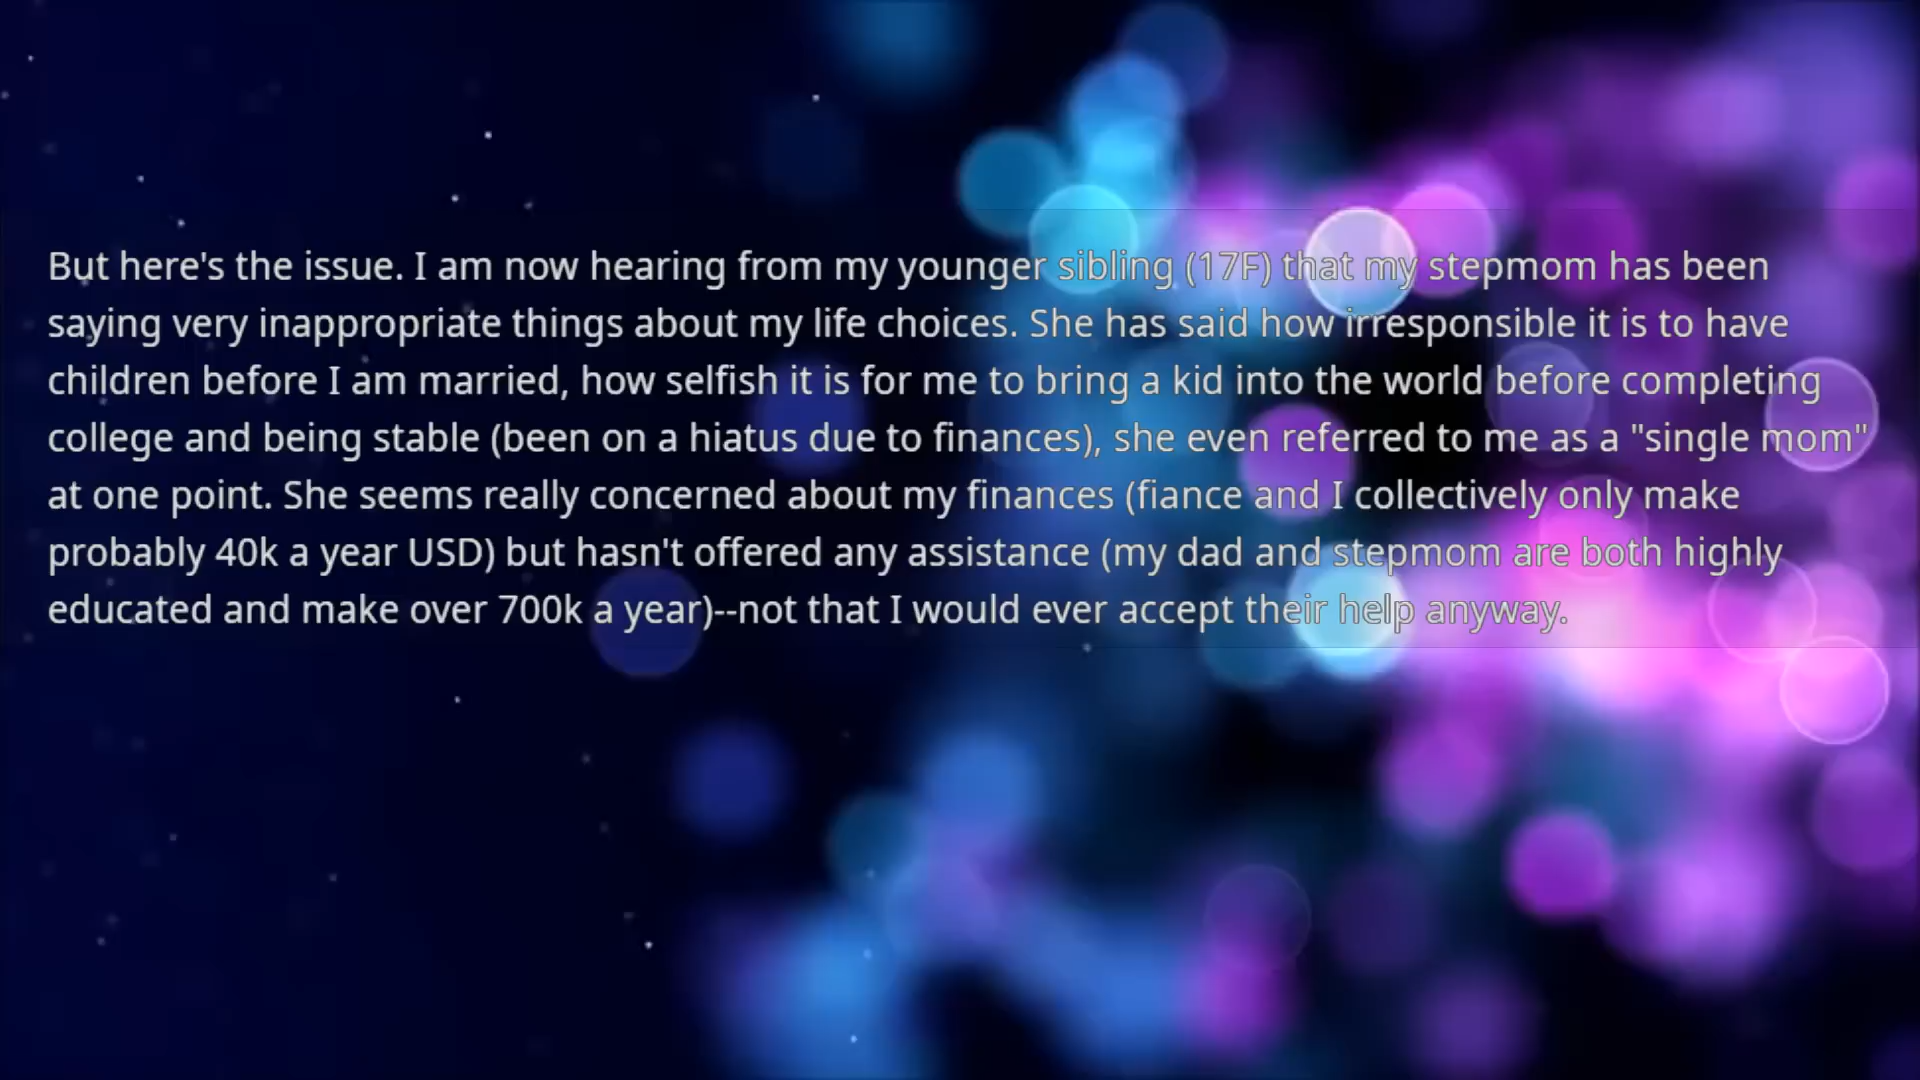 But here's the issue. I am now hearing from my younger sibling (17F) that my stepmom has been
saying very inappropriate things about my life choices. She has said how irresponsible it is to have
children before I am married, how selfish it is for me to bring a kid into the world before completing
college and being stable (been on a hiatus due to finances), she even referred to me as a "single mom"
at one point. She seems really concerned about my finances (fiance and I collectively only make
probably 40k a year USD) but hasn't offered any assistance (my dad and stepmom are both highly
educated and make over 700k a year)--not that I would ever accept their help anyway.